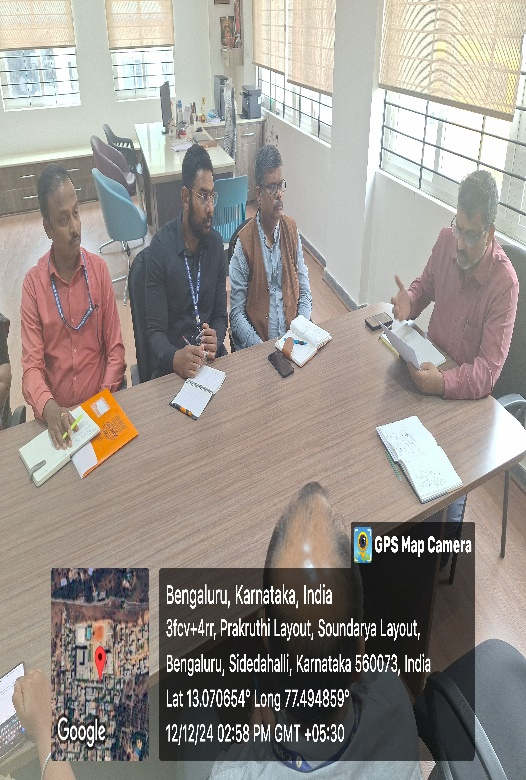 GPS Map Camera
Bengaluru, Karnataka, India
3fcv+4rr, Prakruthi Layout, Soundarya Layout,
Bengaluru, Sidedahalli, Karnataka 560073, India
Lat 13.070654° Long 77.494859°
12/12/24 02:58 PM GMT +05:30
Google